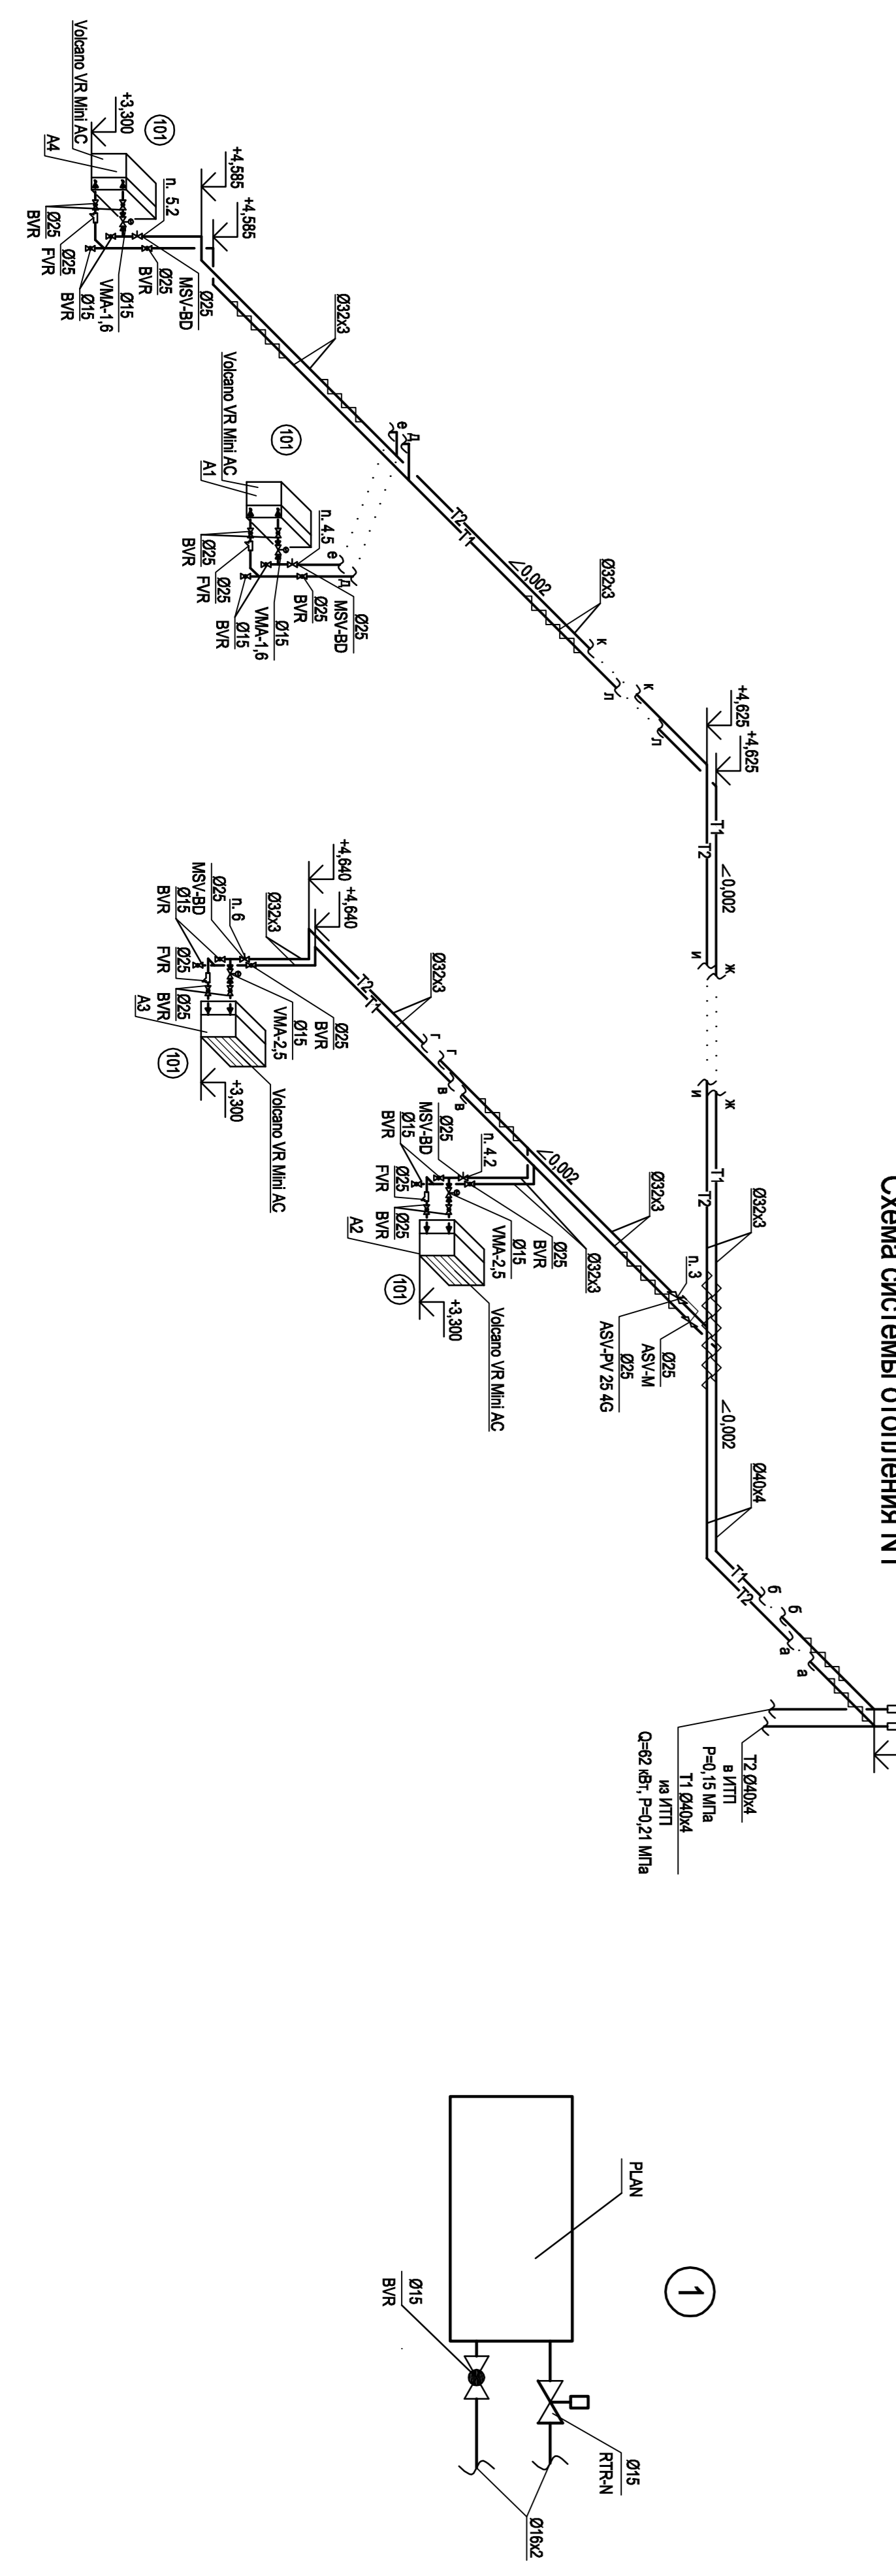 Схема системы отопления N1
Volcano VR Mini AC
A4
+3,300
101
n. 5.2
Ø25
BVR
Ø25
FVR
Ø15
BVR
Ø15
VMA-1,6
Ø25
BVR
Ø25
MSV-BD
+4,585
+4,585
Ø32x3
е
Д
Volcano VR Mini AC
A1
101
n. 4.5
е
Д
Ø25
BVR
Ø25
FVR
Ø15
BVR
Ø15
VMA-1,6
Ø25
BVR
Ø25
MSV-BD
T2
T1
0,002
Ø32x3
к
л
к
л
+4,625
+4,625
T1
T2
0,002
ж
и
ж
и
T1
T2
Ø32x3
+4,640
+4,640
Ø32x3
n. 6
Ø25
MSV-BD
Ø15
BVR
Ø25
FVR
Ø25
BVR
A3
101
+3,300
Volcano VR Mini AC
Ø15
VMA-2,5
Ø25
BVR
T2
T1
Ø32x3
г
г
в
в
0,002
n. 4.2
Ø25
MSV-BD
Ø15
BVR
Ø25
FVR
Ø25
BVR
A2
101
+3,300
Volcano VR Mini AC
Ø15
VMA-2,5
Ø25
BVR
Ø32x3
Ø32x3
n. 3
Ø25
ASV-M
Ø25
ASV-PV 25 4G
0,002
Ø40x4
T1
T2
б
б
а
а
T2 Ø40x4
в ИТП
P=0,15 МПа
T1 Ø40x4
из ИТП
Q=62 кВт, P=0,21 МПа
1
PLAN
Ø15
BVR
Ø15
RTR-N
Ø16x2